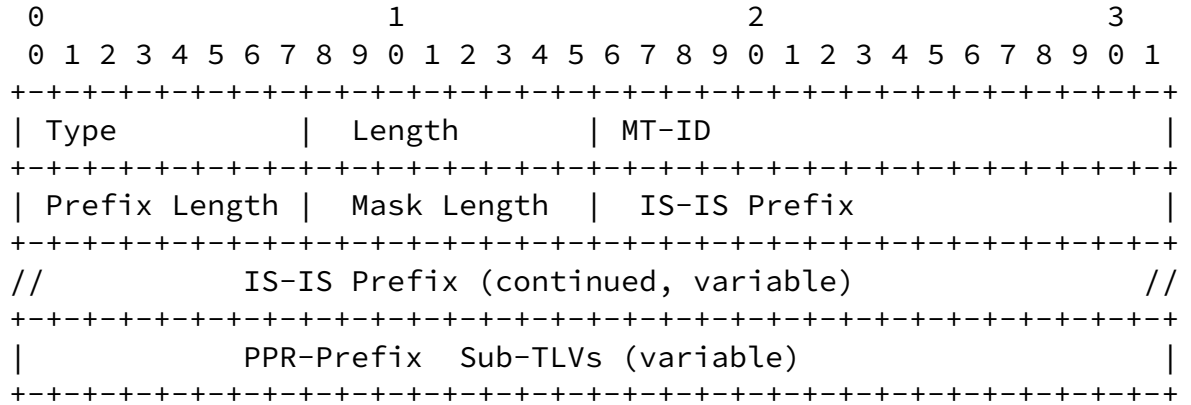 0                   1                   2                   3
 0 1 2 3 4 5 6 7 8 9 0 1 2 3 4 5 6 7 8 9 0 1 2 3 4 5 6 7 8 9 0 1
+-+-+-+-+-+-+-+-+-+-+-+-+-+-+-+-+-+-+-+-+-+-+-+-+-+-+-+-+-+-+-+-+
| Type          |  Length       | MT-ID                         |
+-+-+-+-+-+-+-+-+-+-+-+-+-+-+-+-+-+-+-+-+-+-+-+-+-+-+-+-+-+-+-+-+
| Prefix Length |  Mask Length  |  IS-IS Prefix                 |
+-+-+-+-+-+-+-+-+-+-+-+-+-+-+-+-+-+-+-+-+-+-+-+-+-+-+-+-+-+-+-+-+
//           IS-IS Prefix (continued, variable)                //
+-+-+-+-+-+-+-+-+-+-+-+-+-+-+-+-+-+-+-+-+-+-+-+-+-+-+-+-+-+-+-+-+
|            PPR-Prefix  Sub-TLVs (variable)                    |
+-+-+-+-+-+-+-+-+-+-+-+-+-+-+-+-+-+-+-+-+-+-+-+-+-+-+-+-+-+-+-+-+